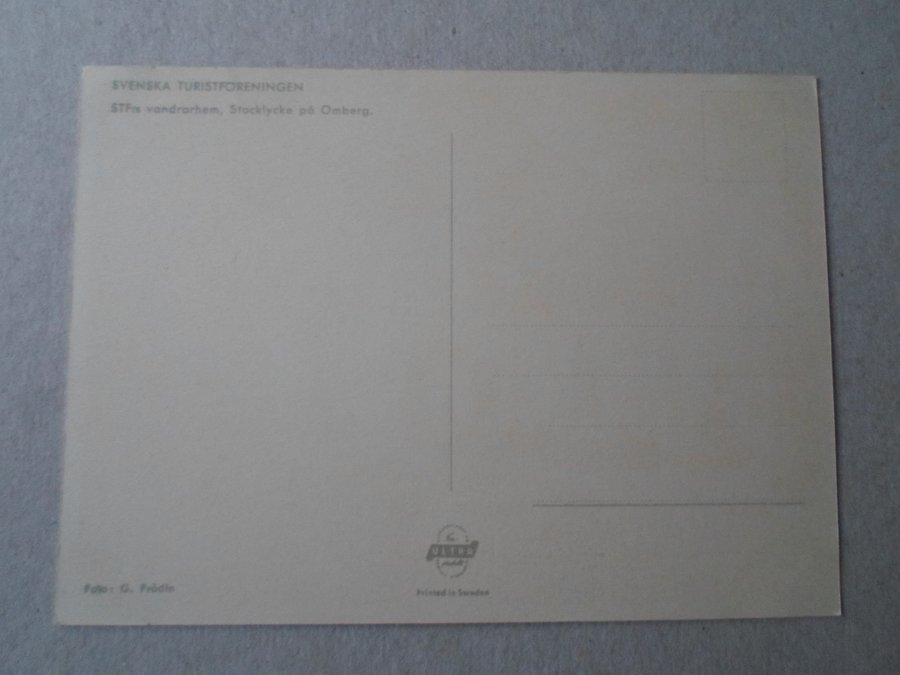 SVENSKA TURISTFÖRENINGEN
STF:s vandrarhem, Stocklycke på Omberg.
ULTRA
Foto: G. Frödin
Printed in Sweden